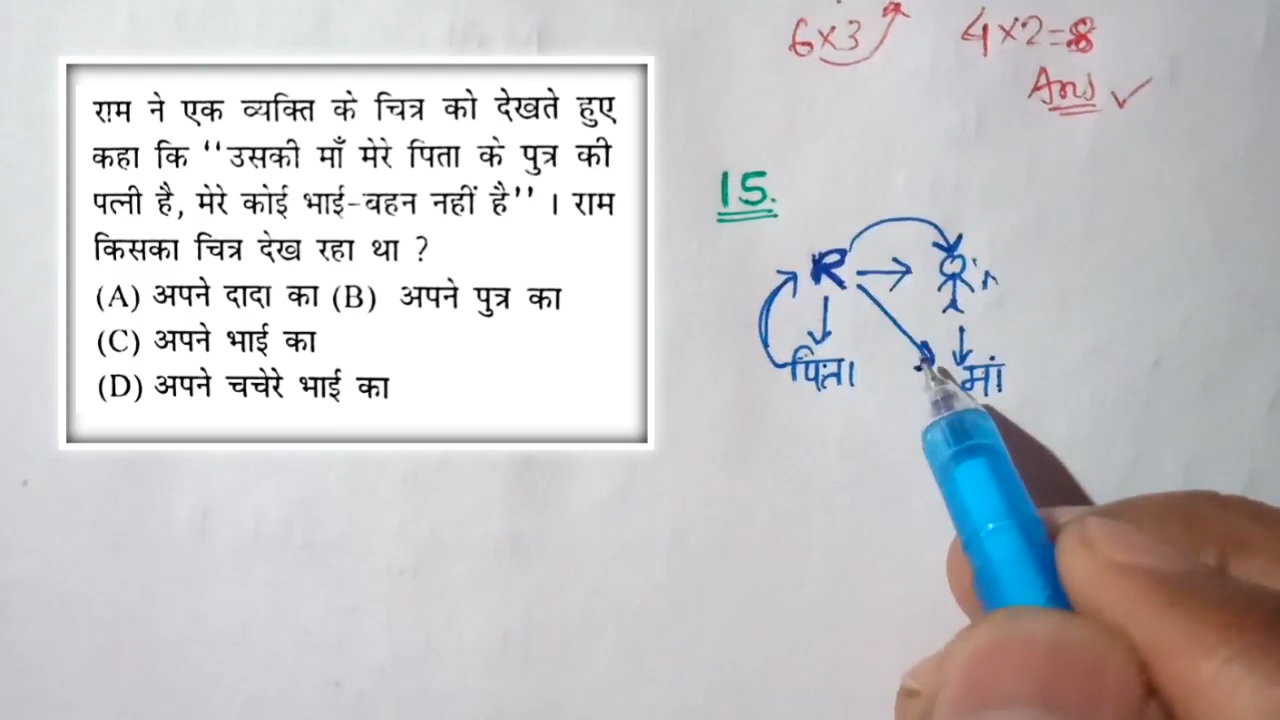 6×3
4×2=8
Ans ✓
राम ने एक व्यक्ति के चित्र को देखते हुए
कहा कि ‘‘उसकी माँ मेरे पिता के पुत्र की
पत्नी है, मेरे कोई भाई-बहन नहीं है’’ । राम
किसका चित्र देख रहा था ?
(A) अपने दादा का (B) अपने पुत्र का
(C) अपने भाई का
(D) अपने चचेरे भाई का
15.
R
पिता
मां